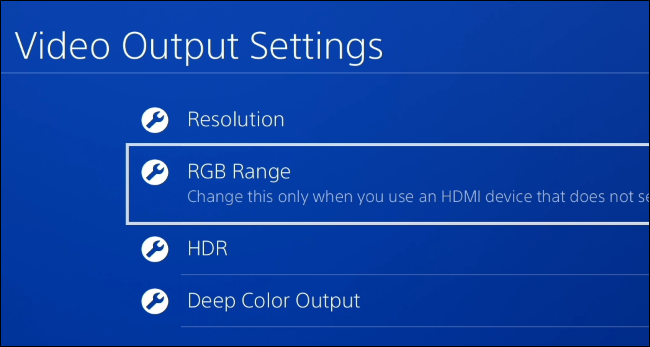 Video Output Settings
Resolution
RGB Range
Change this only when you use an HDMI device that does not
HDR
Deep Color Output